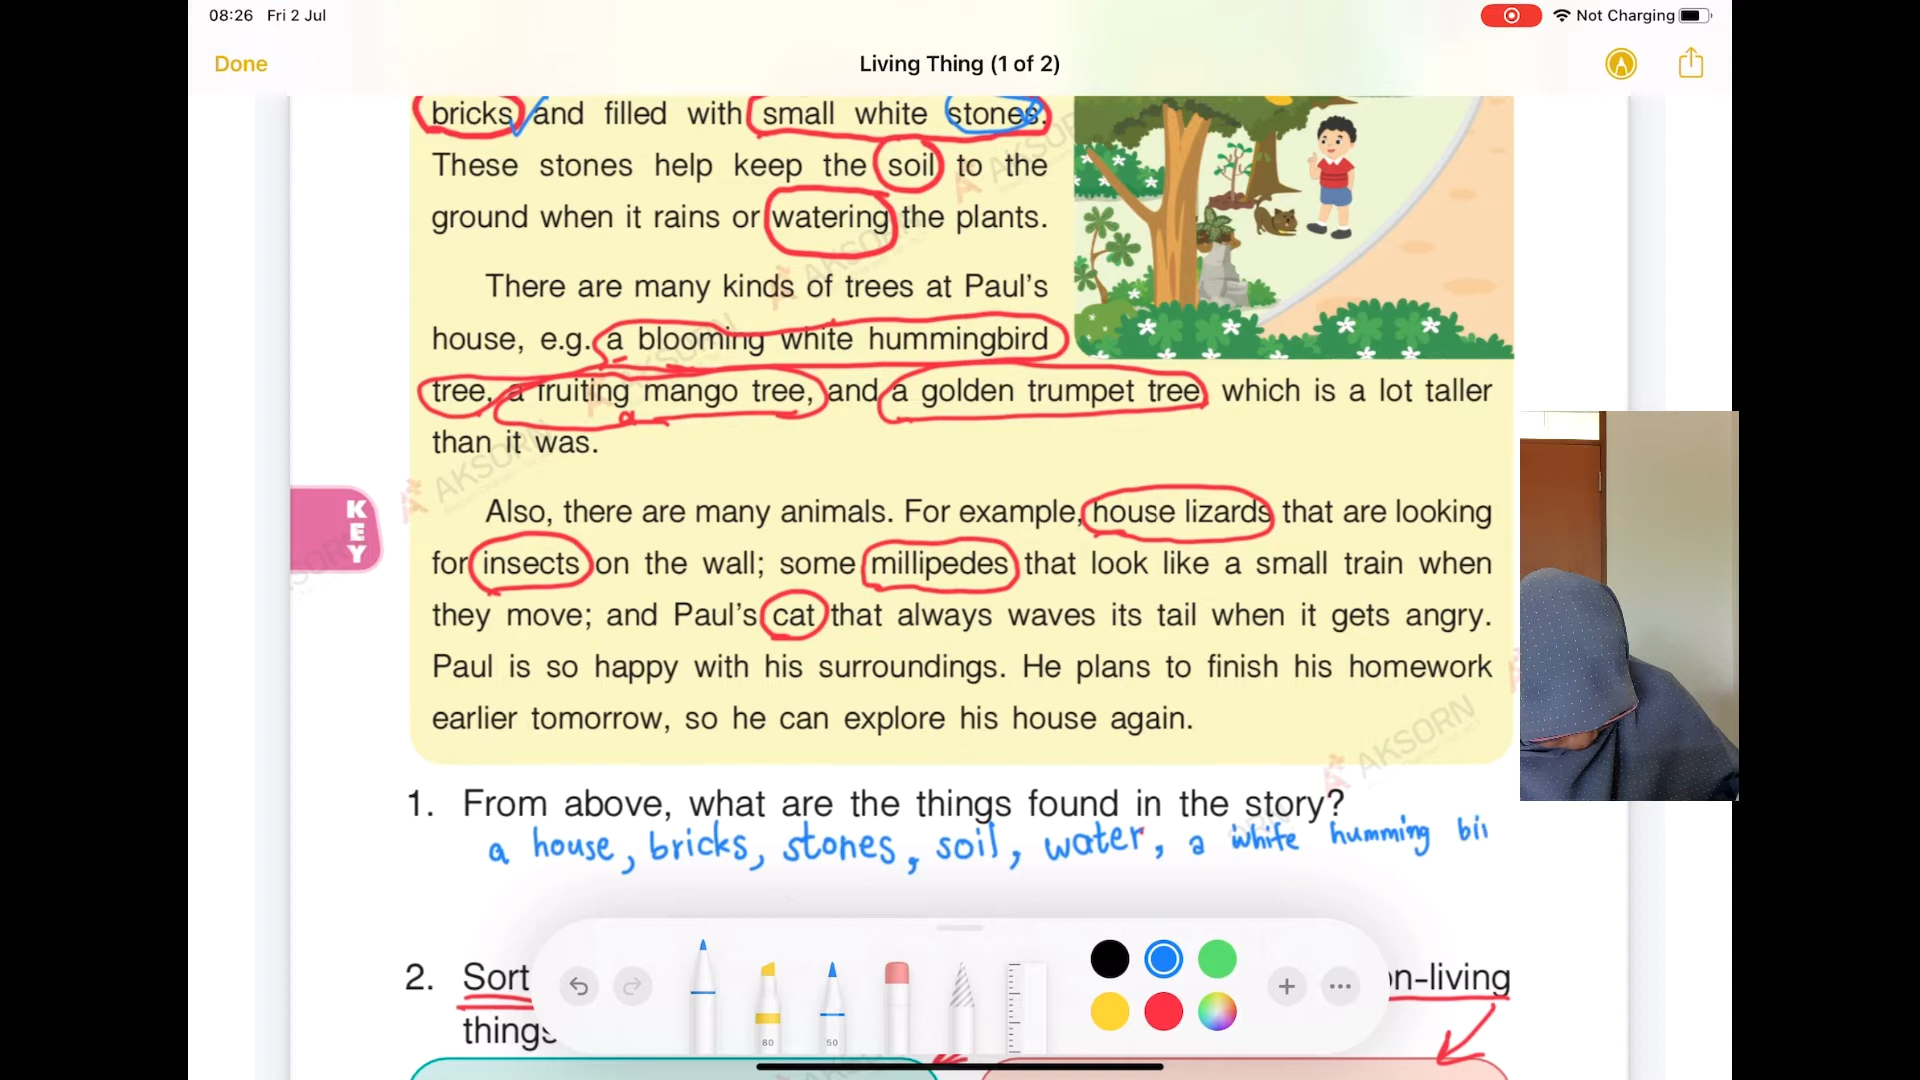 08:26 Fri 2 Jul
Not Charging
Done
Living Thing (1 of 2)
bricks and filled with small white stones.
These stones help keep the soil to the
ground when it rains or watering the plants.
There are many kinds of trees at Paul's
house, e.g. a blooming white hummingbird
tree, a fruiting mango tree, and a golden trumpet tree which is a lot taller
than it was.
Also, there are many animals. For example, house lizards that are looking
for insects on the wall; some millipedes that look like a small train when
they move; and Paul's cat that always waves its tail when it gets angry.
Paul is so happy with his surroundings. He plans to finish his homework
earlier tomorrow, so he can explore his house again.
KEY
AKSORN
AKSORN
AKSORN
1. From above, what are the things found in the story?
a house, bricks, stones, soil, water, a white humming
2. Sort
-living
things
80
50